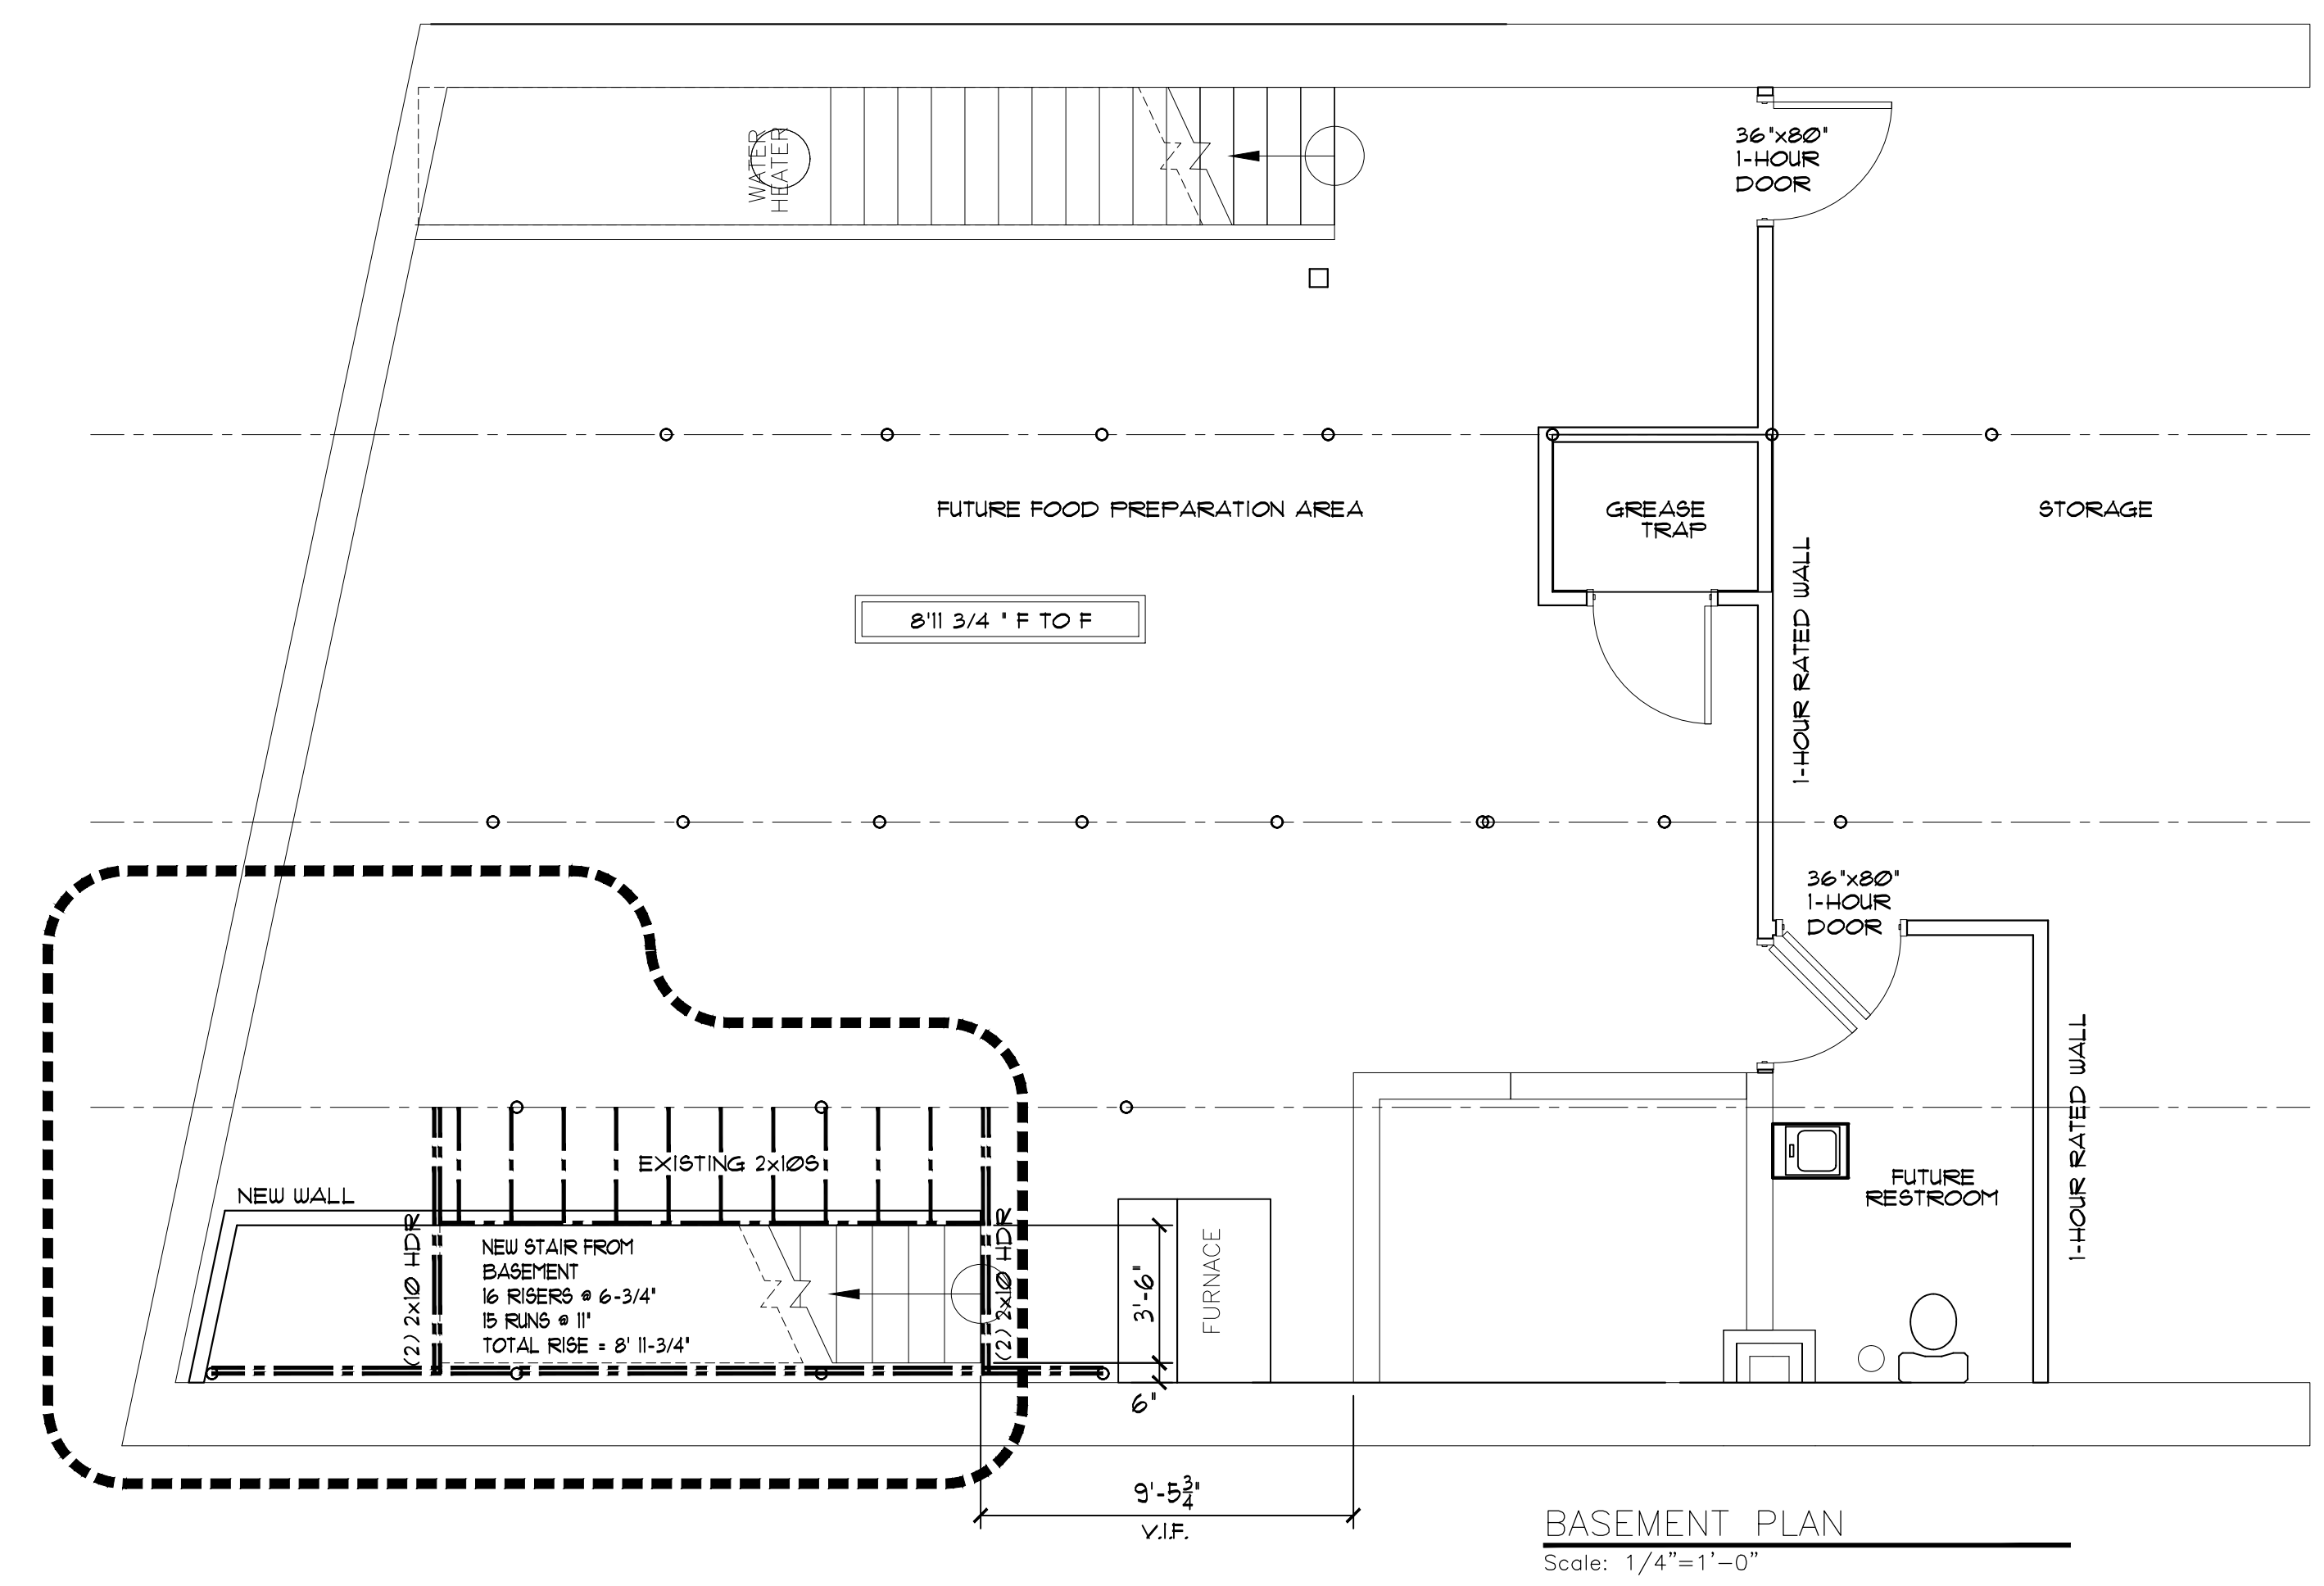 WATER
HEATER
36"x80"
1-HOUR
DOOR
FUTURE FOOD PREPARATION AREA
GREASE
TRAP
STORAGE
1-HOUR RATED WALL
8'11 3/4 " F TO F
36"x80"
1-HOUR
DOOR
1-HOUR RATED WALL
EXISTING 2x10S
NEW WALL
(2) 2x10 HDR
NEW STAIR FROM
BASEMENT
16 RISERS @ 6-3/4"
15 RUNS @ 11"
TOTAL RISE = 8' 11-3/4"
(2) 2x10 HDR
3'-6"
6"
FURNACE
FUTURE
RESTROOM
9'-5 3/4"
V.I.F.
BASEMENT PLAN
Scale: 1/4"=1'-0"